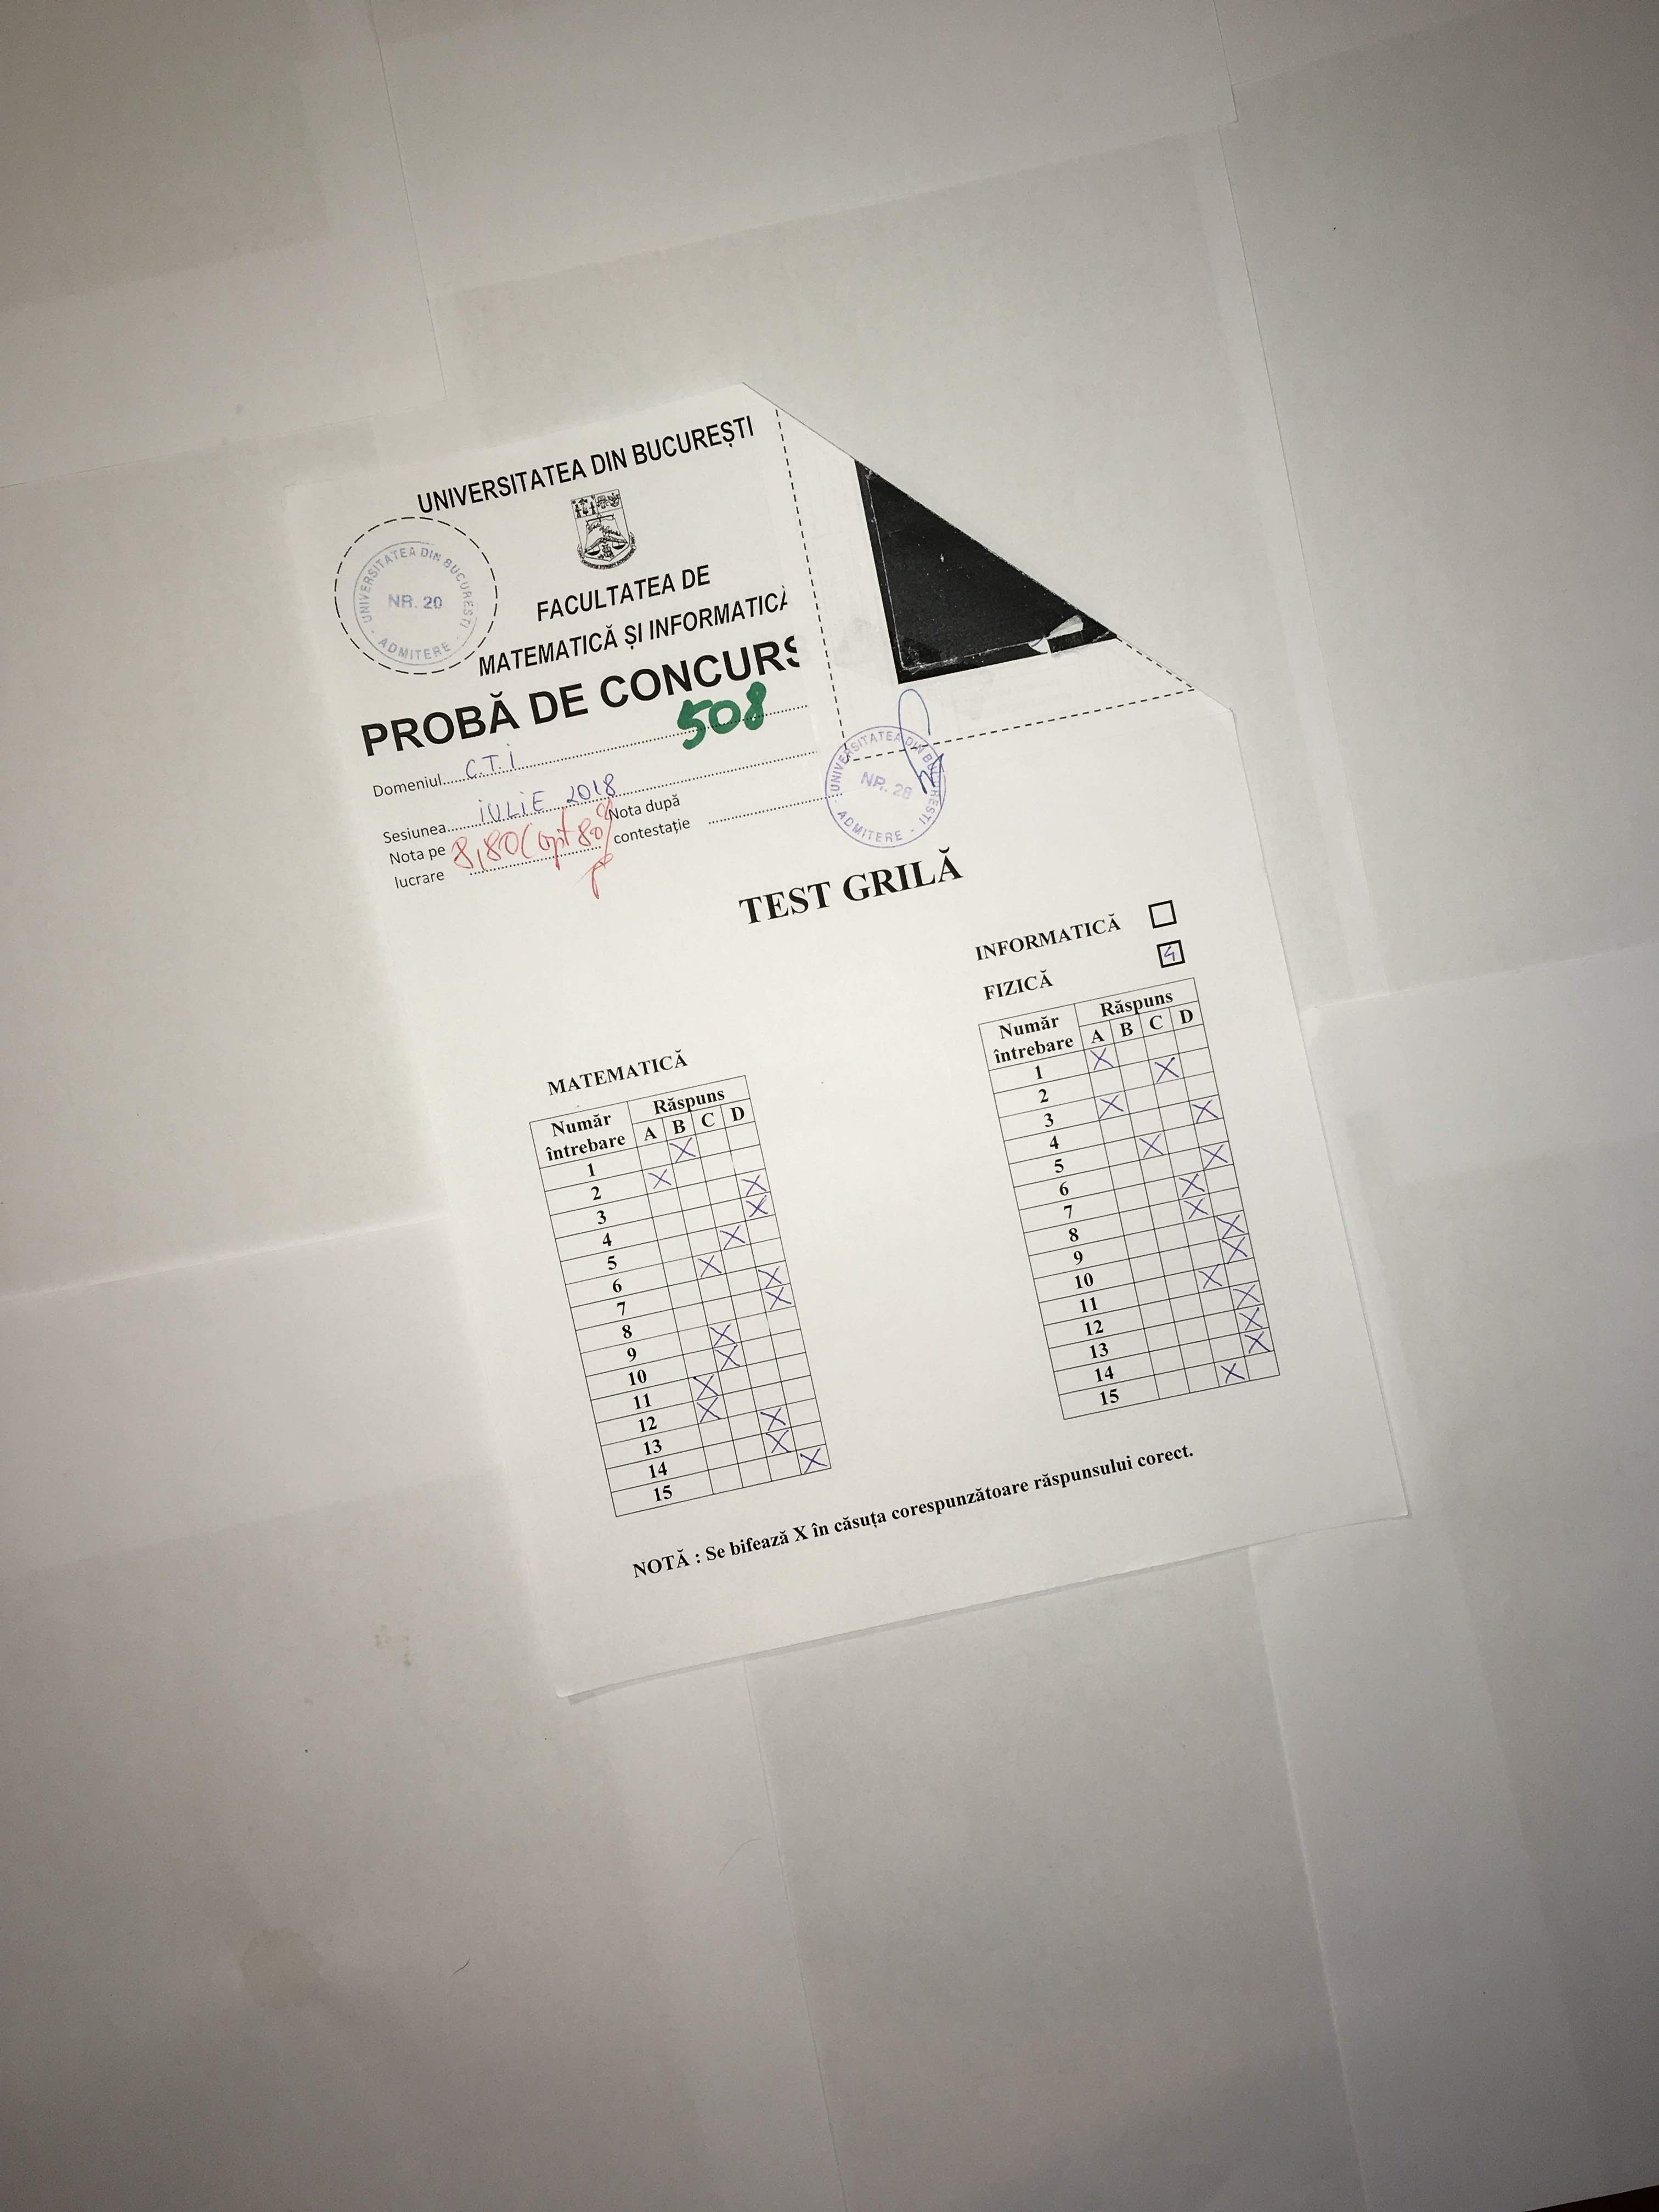 UNIVERSITATEA DIN BUCUREȘTI
UNIVERSITATEA DIN BUCUREȘTI
NR. 20
ADMITERE
FACULTATEA DE
MATEMATICĂ ȘI INFORMATICĂ
PROBĂ DE CONCURS
508
Domeniul C.T.I
Sesiunea IULIE 2018
Nota pe lucrare 8,80 (opt 80%
Nota după contestație
UNIVERSITATEA DIN BUCUREȘTI
NR. 28
ADMITERE
TEST GRILĂ
INFORMATICĂ
FIZICĂ 4
MATEMATICĂ
Număr întrebare Răspuns
A B C D
1 X
2 X
3 X
4 X
5 X
6 X
7 X
8 X
9 X
10 X
11 X
12 X
13 X
14 X
15 X
Număr întrebare Răspuns
A B C D
1 X
2 X
3 X
4 X
5 X
6 X
7 X
8 X
9 X
10 X
11 X
12 X
13 X
14 X
15 X
NOTĂ : Se bifează X în căsuța corespunzătoare răspunsului corect.